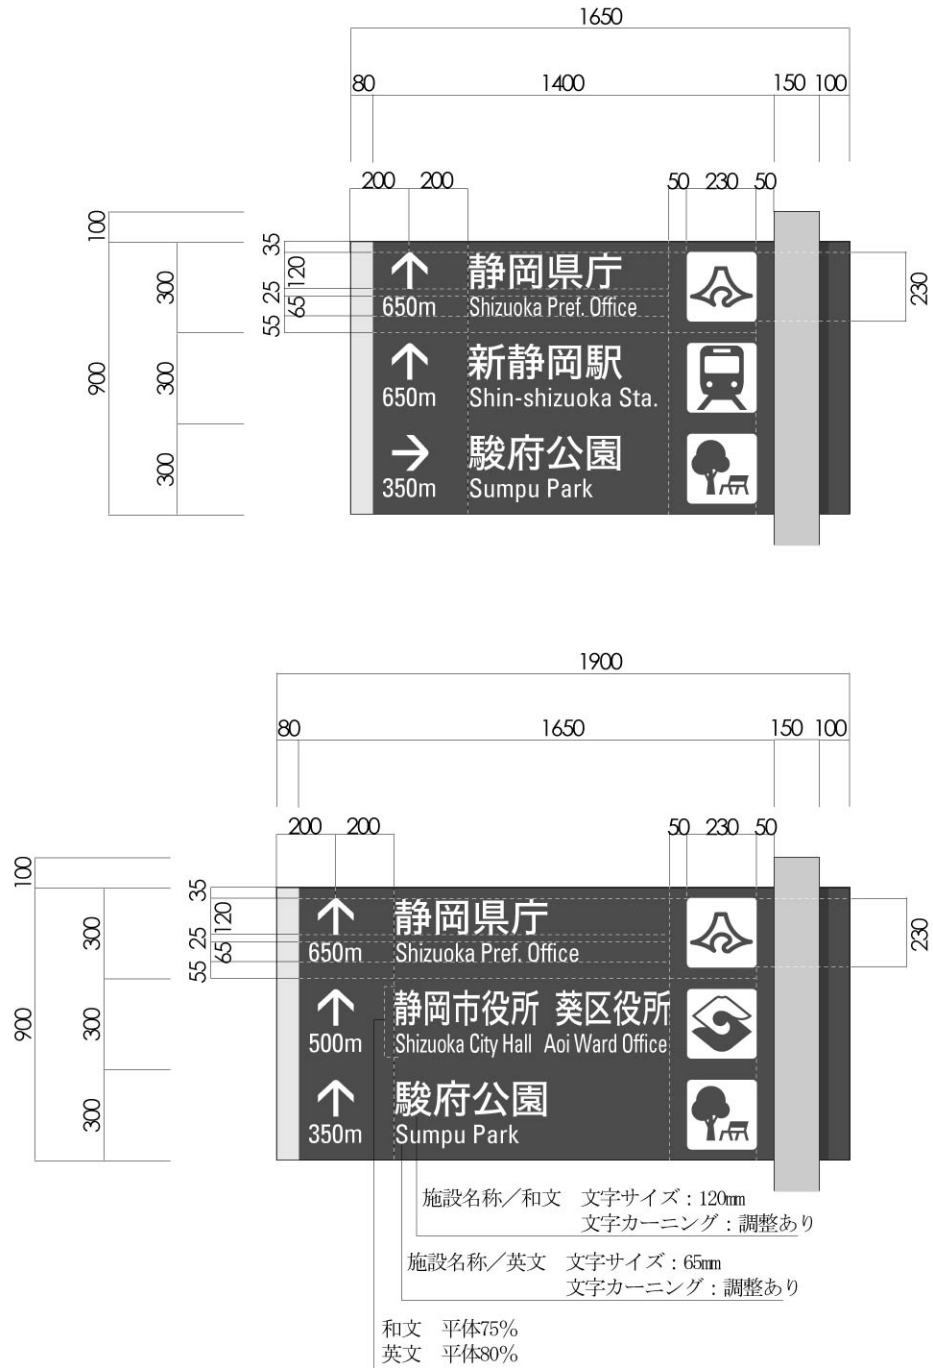 1650
80 1400 150 100
200 200 50 230 50
100
900
300
300
300
35
120
25
65
55
230
静岡県庁
650m Shizuoka Pref. Office
新静岡駅
650m Shin-shizuoka Sta.
駿府公園
350m Sumpu Park
1900
80 1650 150 100
200 200 50 230 50
100
900
300
300
300
35
120
25
65
55
230
静岡県庁
650m Shizuoka Pref. Office
静岡市役所 葵区役所
500m Shizuoka City Hall Aoi Ward Office
駿府公園
350m Sumpu Park
施設名称／和文 文字サイズ：120mm
文字カーニング：調整あり
施設名称／英文 文字サイズ：65mm
文字カーニング：調整あり
和文 平体75%
英文 平体80%